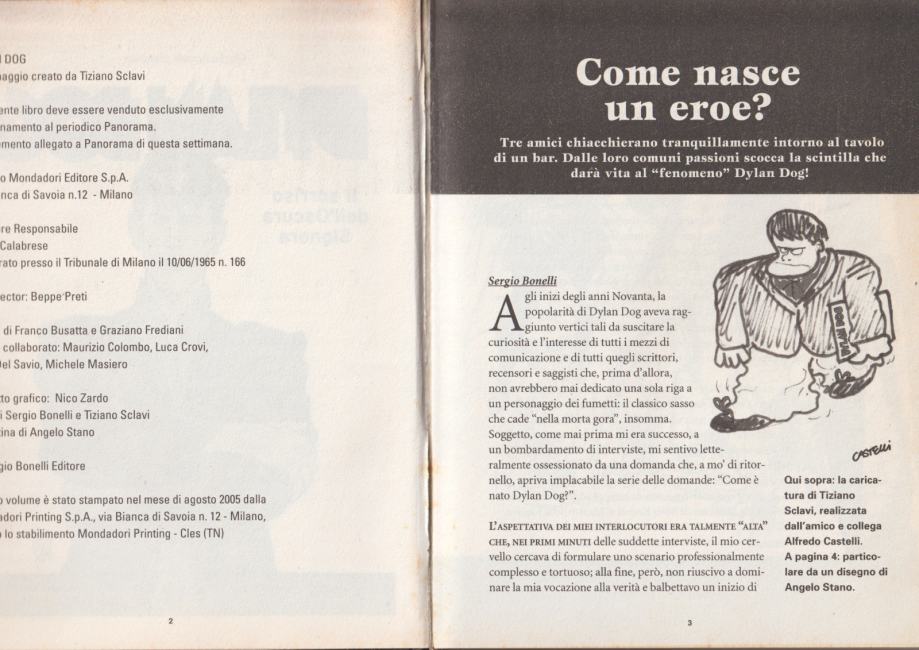 DOG
aggio creato da Tiziano Sclavi
ente libro deve essere venduto esclusivamente
namento al periodico Panorama.
mento allegato a Panorama di questa settimana.
o Mondadori Editore S.p.A.
nca di Savoia n.12 - Milano
re Responsabile
Calabrese
rato presso il Tribunale di Milano il 10/06/1965 n. 166
ector: Beppe Preti
di Franco Busatta e Graziano Frediani
collaborato: Maurizio Colombo, Luca Crovi,
Del Savio, Michele Masiero
tto grafico: Nico Zardo
i Sergio Bonelli e Tiziano Sclavi
tina di Angelo Stano
gio Bonelli Editore
o volume è stato stampato nel mese di agosto 2005 dalla
adori Printing S.p.A., via Bianca di Savoia n. 12 - Milano,
o lo stabilimento Mondadori Printing - Cles (TN)
2
Come nasce
un eroe?
Tre amici chiacchierano tranquillamente intorno al tavolo
di un bar. Dalle loro comuni passioni scocca la scintilla che
darà vita al “fenomeno” Dylan Dog!
Sergio Bonelli
Agli inizi degli anni Novanta, la
popolarità di Dylan Dog aveva rag-
giunto vertici tali da suscitare la
curiosità e l’interesse di tutti i mezzi di
comunicazione e di tutti quegli scrittori,
recensori e saggisti che, prima d’allora,
non avrebbero mai dedicato una sola riga a
un personaggio dei fumetti: il classico sasso
che cade “nella morta gora”, insomma.
Soggetto, come mai prima mi era successo, a
un bombardamento di interviste, mi sentivo lette-
ralmente ossessionato da una domanda che, a mo’ di ritor-
nello, apriva implacabile la serie delle domande: “Come è
nato Dylan Dog?”.
L’ASPETTATIVA DEI MIEI INTERLOCUTORI ERA TALMENTE “ALTA”
CHE, NEI PRIMI MINUTI delle suddette interviste, il mio cer-
vello cercava di formulare uno scenario professionalmente
complesso e tortuoso; alla fine, però, non riuscivo a domi-
nare la mia vocazione alla verità e balbettavo un inizio di
CASTELLI
Qui sopra: la carica-
tura di Tiziano
Sclavi, realizzata
dall’amico e collega
Alfredo Castelli.
A pagina 4: partico-
lare da un disegno di
Angelo Stano.
3